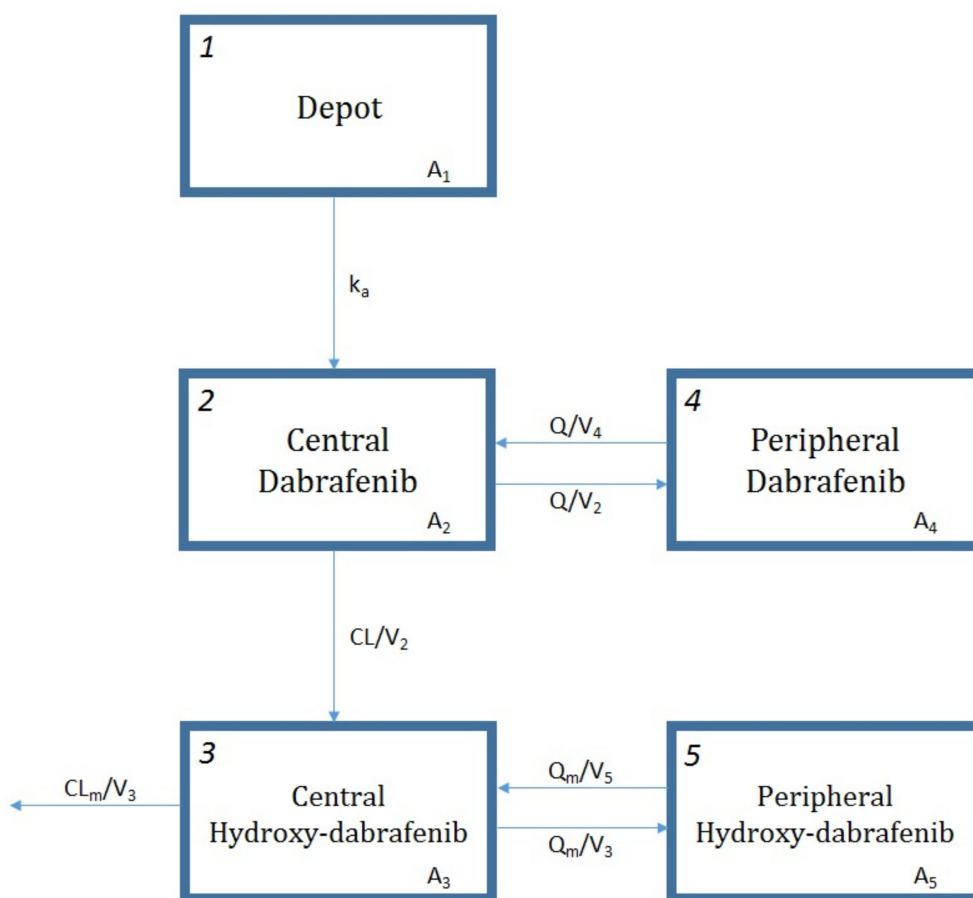 1
Depot
A₁
kₐ
2
Central
Dabrafenib
A₂
Q/V₄
Q/V₂
4
Peripheral
Dabrafenib
A₄
CL/V₂
CLₘ/V₃
3
Central
Hydroxy-dabrafenib
A₃
Qₘ/V₅
Qₘ/V₃
5
Peripheral
Hydroxy-dabrafenib
A₅